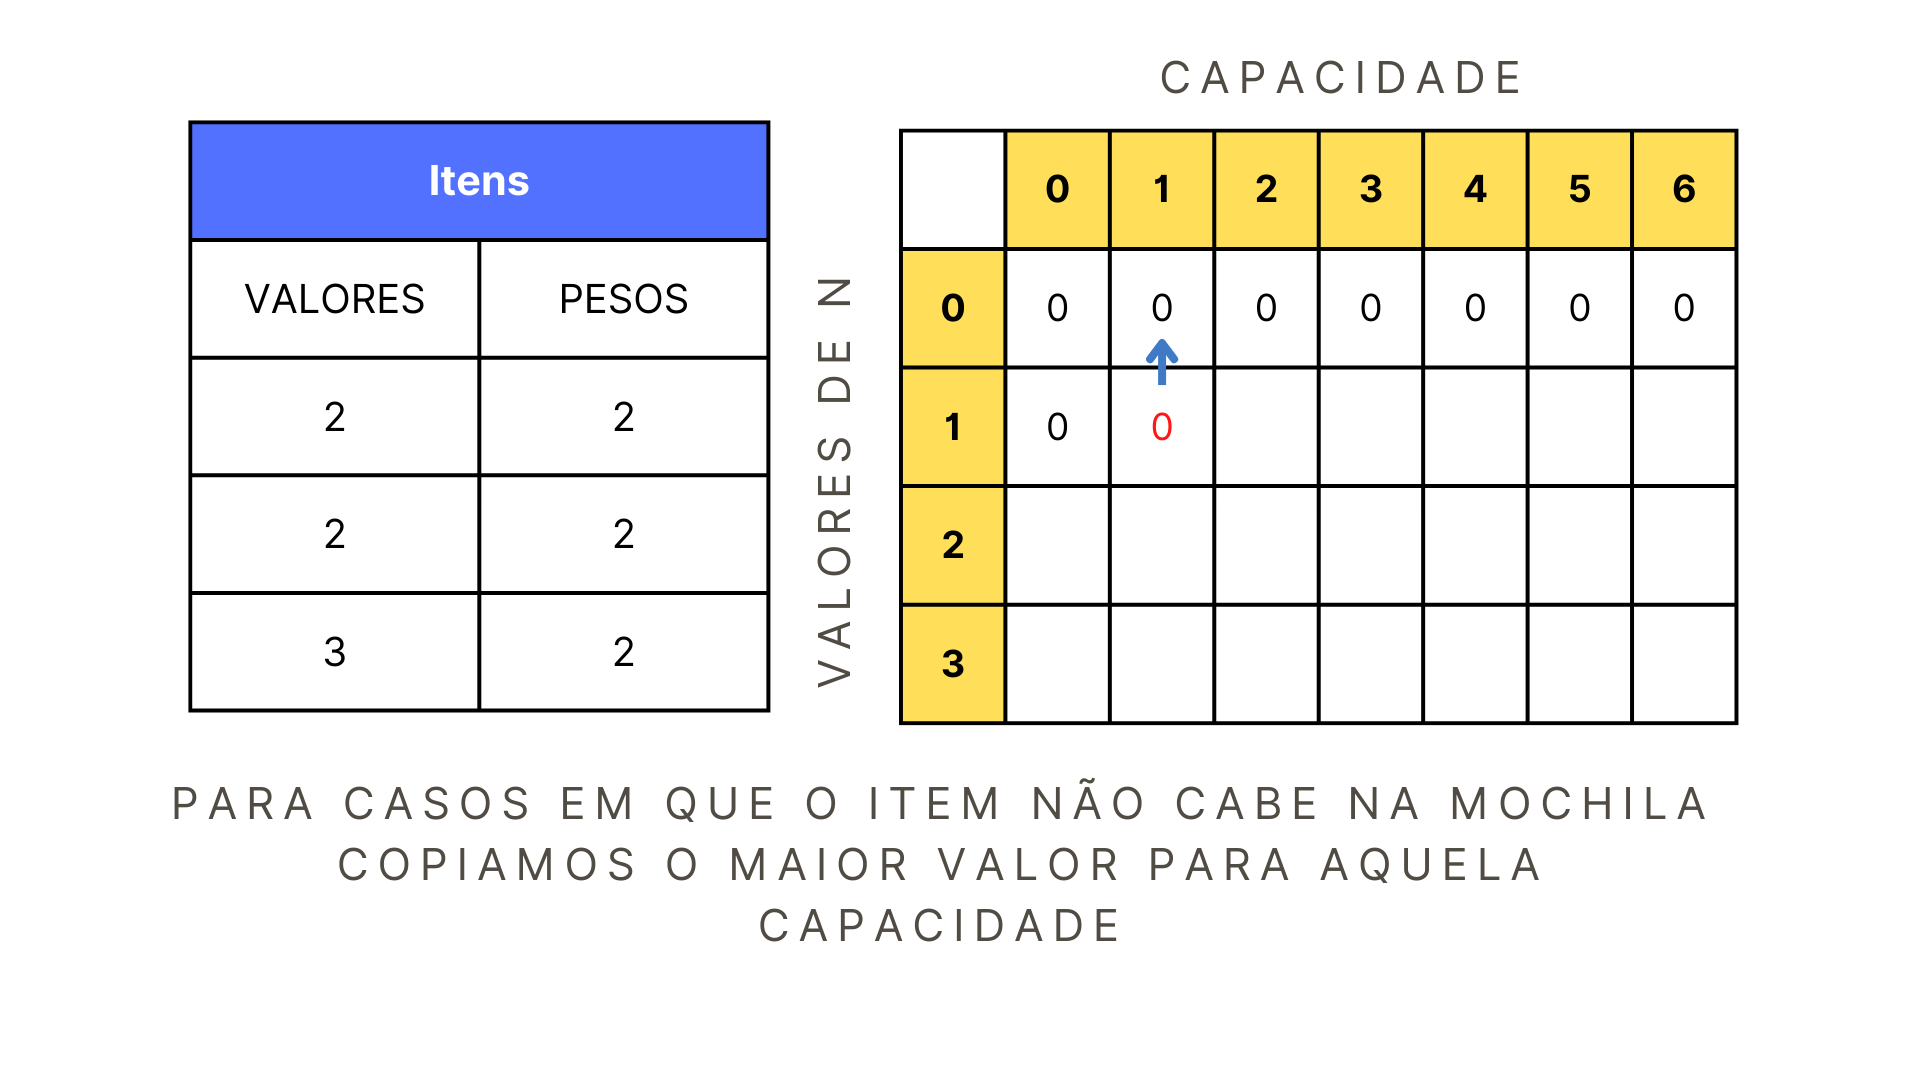 Itens
VALORES PESOS
2 2
2 2
3 2
VALORES DE N
CAPACIDADE
0 1 2 3 4 5 6
0 0 0 0 0 0 0 0
1 0 0
2
3
PARA CASOS EM QUE O ITEM NÃO CABE NA MOCHILA
COPIAMOS O MAIOR VALOR PARA AQUELA
CAPACIDADE